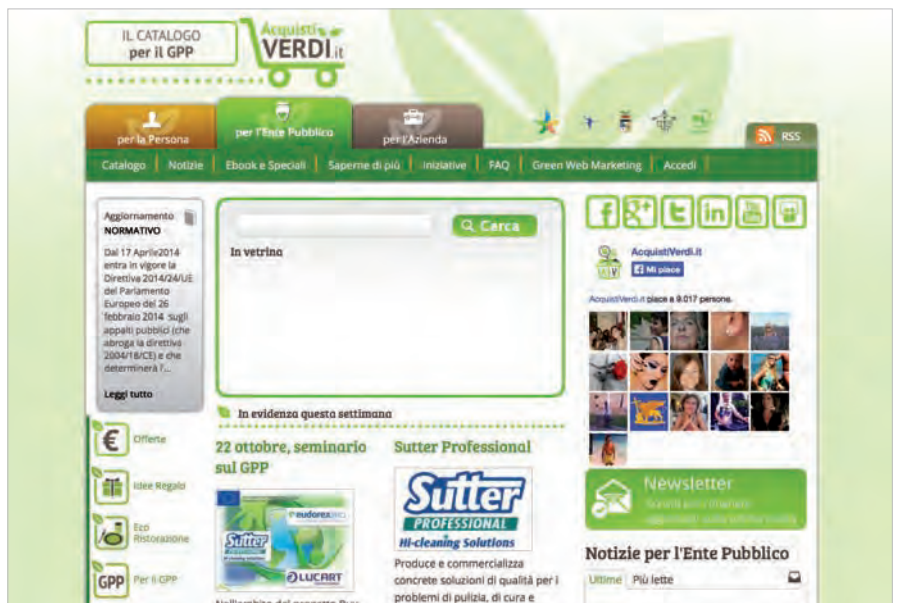 IL CATALOGO
per il GPP
Acquisti
VERDI.it
per la Persona
per l'Ente Pubblico
per l'Azienda
RSS
Catalogo
Notizie
Ebook e Speciali
Saperne di più
Iniziative
FAQ
Green Web Marketing
Accedi
Aggiornamento
NORMATIVO
Dal 17 Aprile2014
entra in vigore la
Direttiva 2014/24/UE
del Parlamento
Europeo del 26
febbraio 2014 sugli
appalti pubblici (che
abroga la direttiva
2004/18/CE) e che
determinerà l'...
Leggi tutto
Offerte
Idee Regalo
Eco
Ristorazione
GPP
Per il GPP
Cerca
In vetrina
In evidenza questa settimana
22 ottobre, seminario
sul GPP
eudorex
Sutter
LUCART
Sutter Professional
Sutter
PROFESSIONAL
Hi-cleaning Solutions
Produce e commercializza
concrete soluzioni di qualità per i
problemi di pulizia, di cura e
AcquistiVerdi.it
Mi piace
AcquistiVerdi.it piace a 9.017 persone.
Newsletter
Notizie per l'Ente Pubblico
Ultime
Più lette